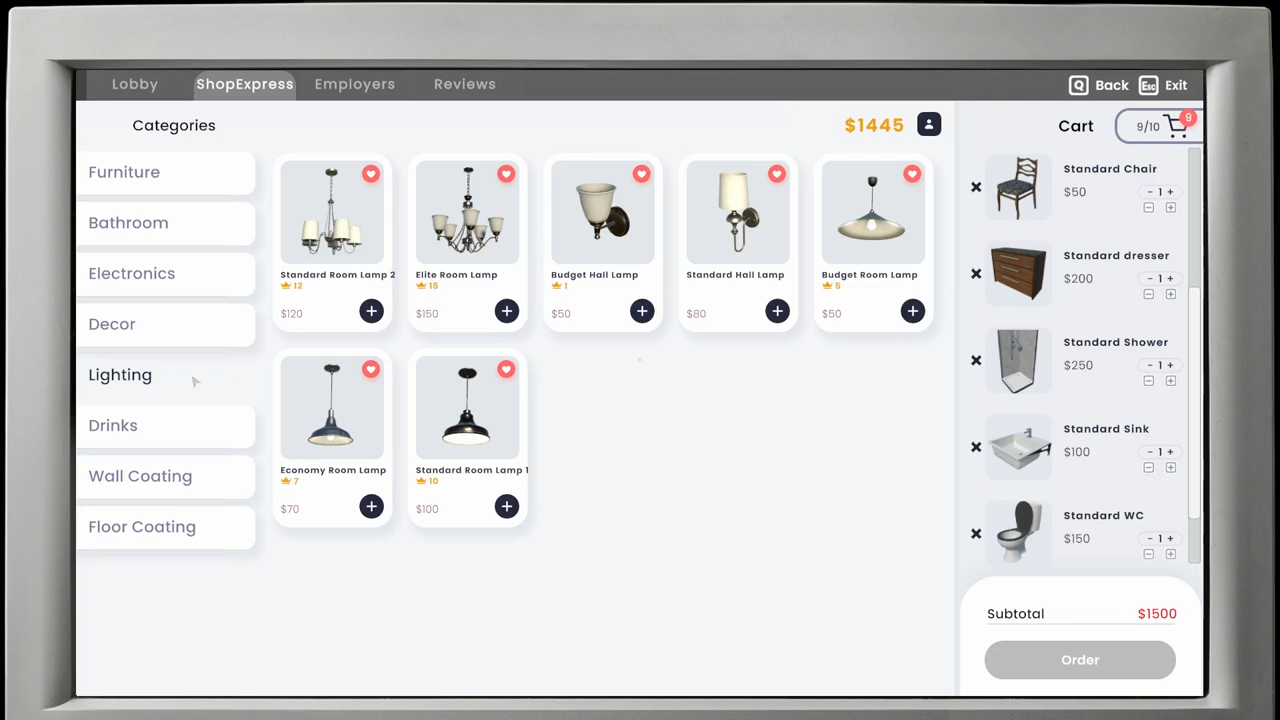 Lobby
ShopExpress
Employers
Reviews
Q Back Esc Exit
Categories
$1445
Cart
9/10
9
Furniture
Bathroom
Electronics
Decor
Lighting
Drinks
Wall Coating
Floor Coating
Standard Room Lamp 2
12
$120
Elite Room Lamp
15
$150
Budget Hall Lamp
1
$50
Standard Hall Lamp
$80
Budget Room Lamp
5
$50
Economy Room Lamp
7
$70
Standard Room Lamp 1
10
$100
Standard Chair
$50
- 1 +
Standard dresser
$200
- 1 +
Standard Shower
$250
- 1 +
Standard Sink
$100
- 1 +
Standard WC
$150
- 1 +
Subtotal $1500
Order